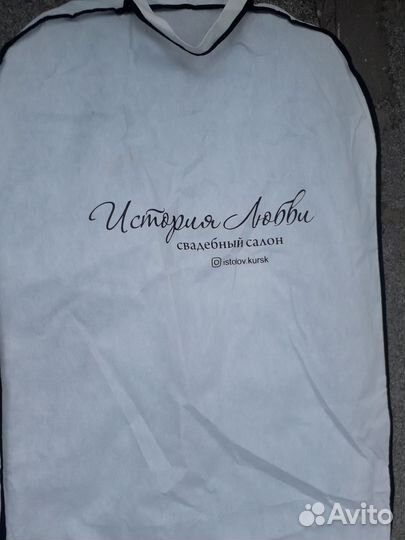 История Любви
свадебный салон
istolov.kursk
Avito